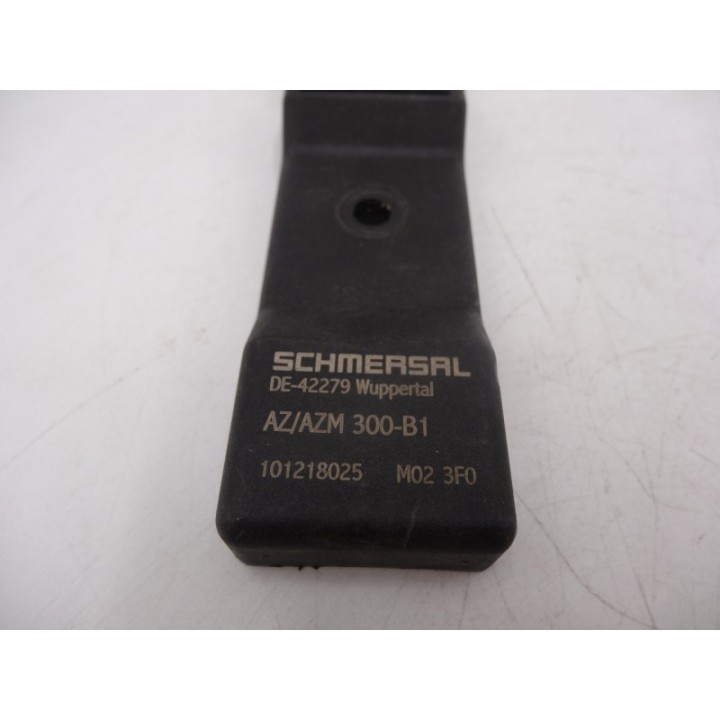 SCHMERSAL
DE-42279 Wuppertal
AZ/AZM 300-B1
101218025 M02 3F0